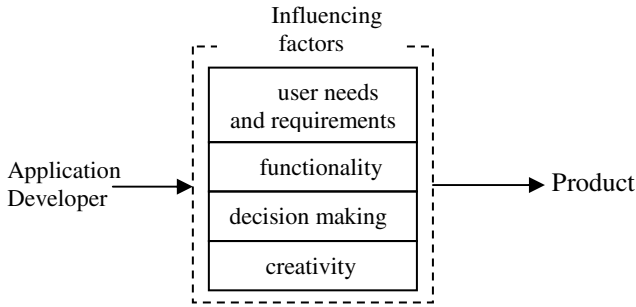 Influencing
factors
user needs
and requirements
functionality
decision making
creativity
Application
Developer
Product